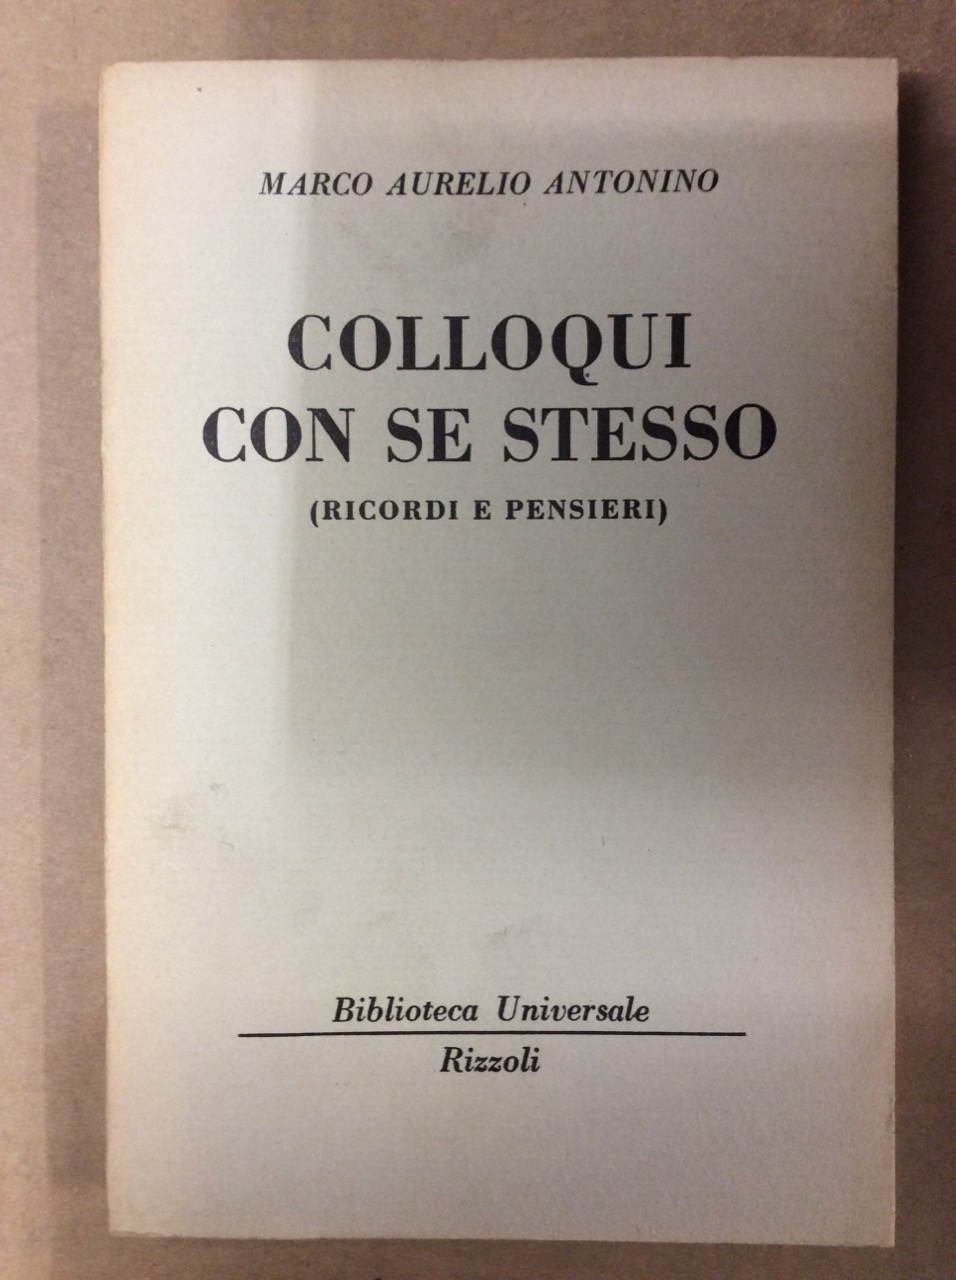 MARCO AURELIO ANTONINO
COLLOQUI
CON SE STESSO
(RICORDI E PENSIERI)
Biblioteca Universale
Rizzoli